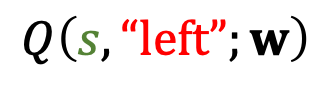 Q(s, “left”; w)